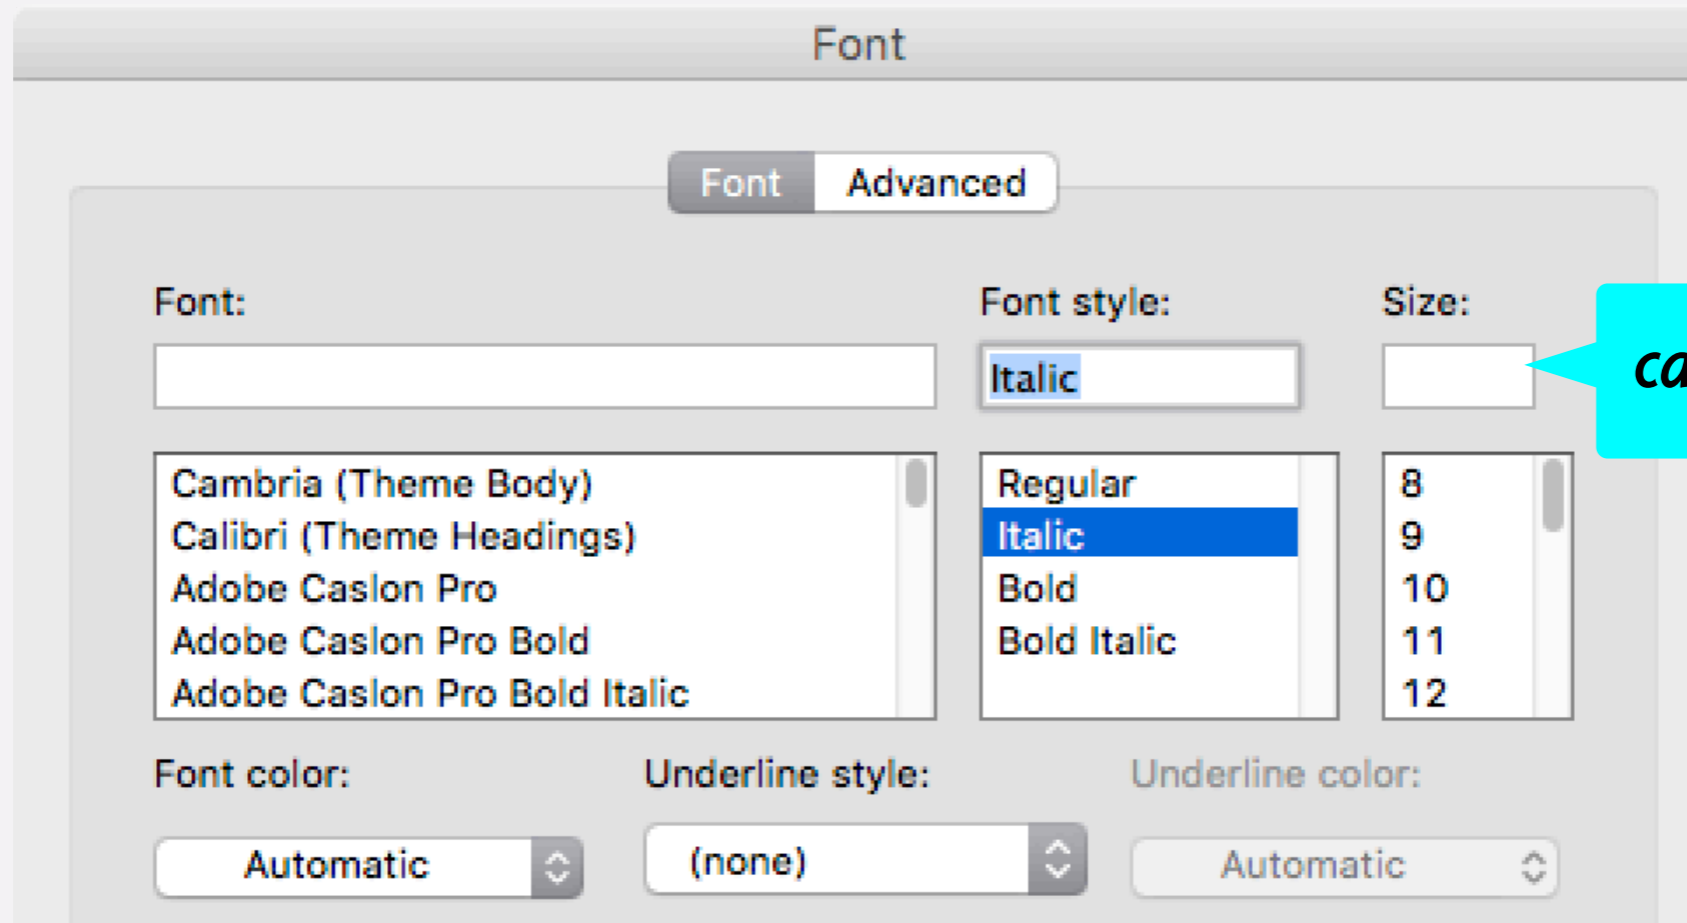 Font
Font Advanced
Font: Font style: Size:
Italic
Cambria (Theme Body) Regular 8
Calibri (Theme Headings) Italic 9
Adobe Caslon Pro Bold 10
Adobe Caslon Pro Bold Bold Italic 11
Adobe Caslon Pro Bold Italic 12
Font color: Underline style: Underline color:
Automatic (none) Automatic